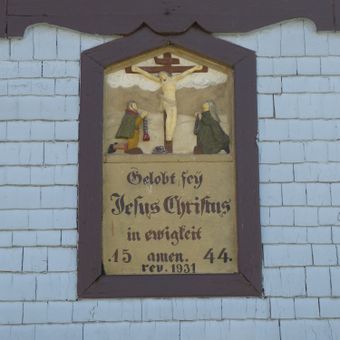 Gelobt sey
Jesus Christus
in ewigkeit
.15 amen. 44.
rev. 1931